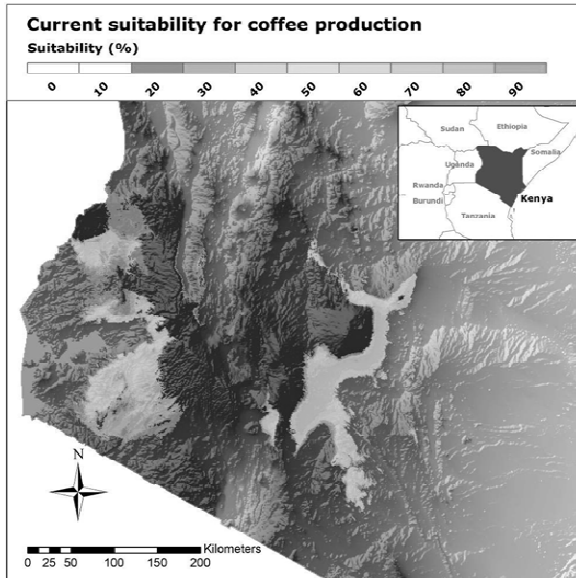 Current suitability for coffee production
Suitability (%)
0 10 20 30 40 50 60 70 80 90
Sudan
Ethiopia
Somalia
Uganda
Rwanda
Burundi
Kenya
Tanzania
N
Kilometers
0 25 50 100 150 200